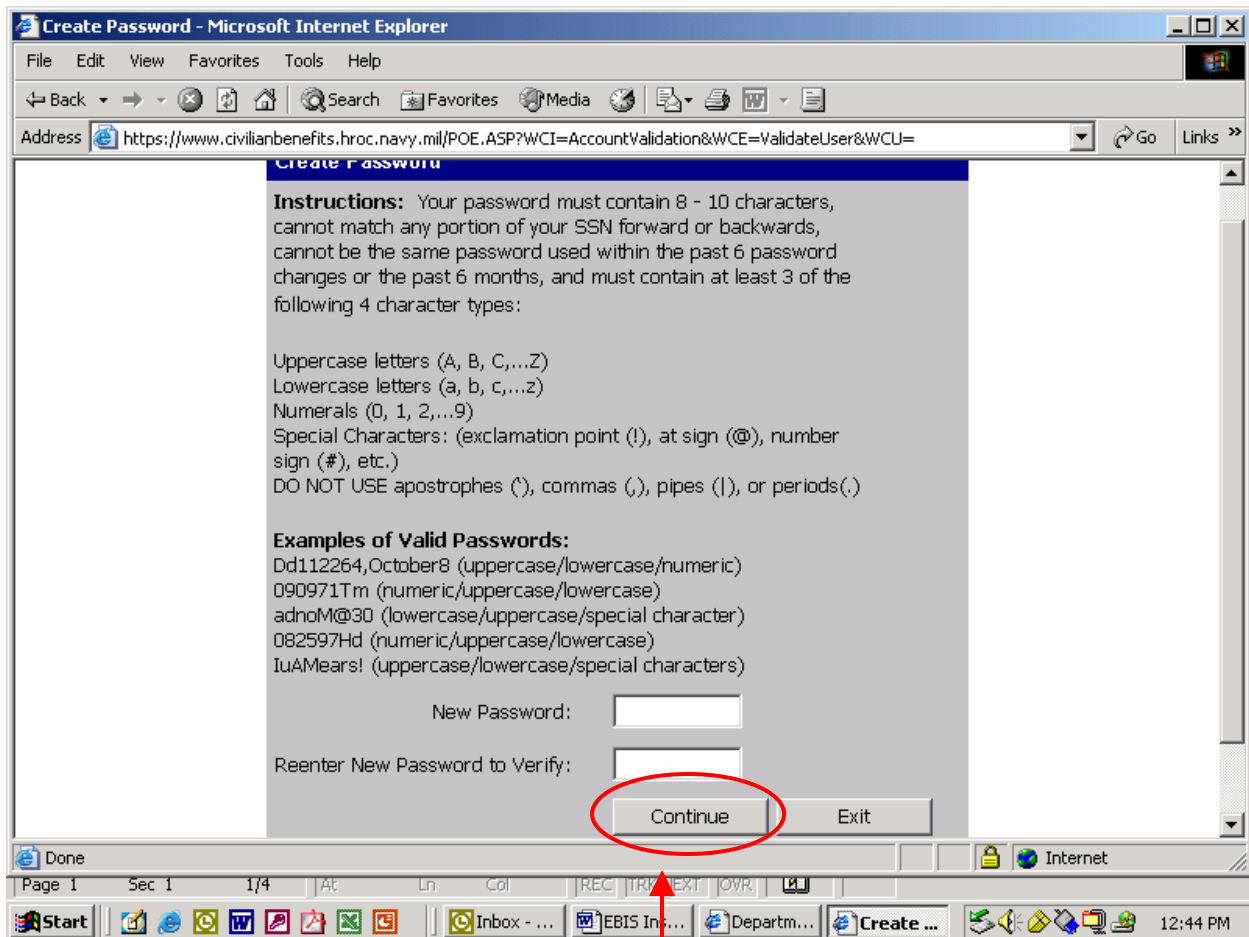 Create Password - Microsoft Internet Explorer
File Edit View Favorites Tools Help
Back Search Favorites Media
Address https://www.civilianbenefits.hroc.navy.mil/POE.ASP?WCI=AccountValidation&WCE=ValidateUser&WCU= Go Links »
Create Password
Instructions: Your password must contain 8 - 10 characters,
cannot match any portion of your SSN forward or backwards,
cannot be the same password used within the past 6 password
changes or the past 6 months, and must contain at least 3 of the
following 4 character types:
Uppercase letters (A, B, C,...Z)
Lowercase letters (a, b, c,...z)
Numerals (0, 1, 2,...9)
Special Characters: (exclamation point (!), at sign (@), number
sign (#), etc.)
DO NOT USE apostrophes ('), commas (,), pipes (|), or periods(.)
Examples of Valid Passwords:
Dd112264,October8 (uppercase/lowercase/numeric)
090971Tm (numeric/uppercase/lowercase)
adnoM@30 (lowercase/uppercase/special character)
082597Hd (numeric/uppercase/lowercase)
IuAMears! (uppercase/lowercase/special characters)
New Password:
Reenter New Password to Verify:
Continue Exit
Done Internet
Page 1 Sec 1 1/4 At Ln Col REC TRK EXT OVR
Start Inbox - ... EBIS Ins... Departm... Create ... 12:44 PM